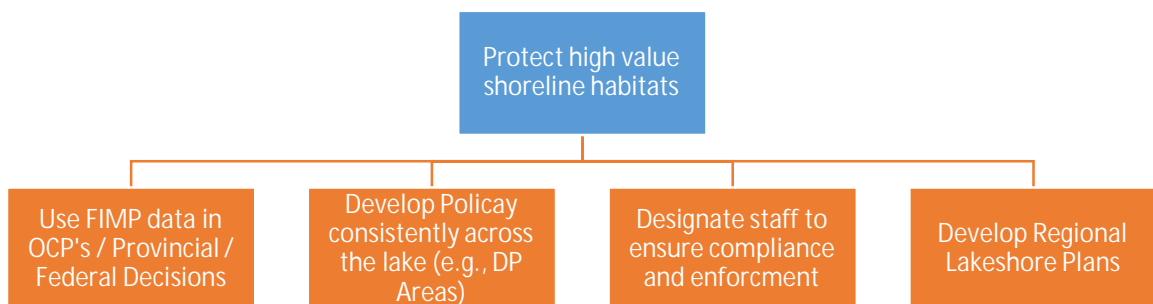 Protect high value
shoreline habitats
Use FIMP data in
OCP's / Provincial /
Federal Decisions
Develop Policay
consistently across
the lake (e.g., DP
Areas)
Designate staff to
ensure compliance
and enforcment
Develop Regional
Lakeshore Plans